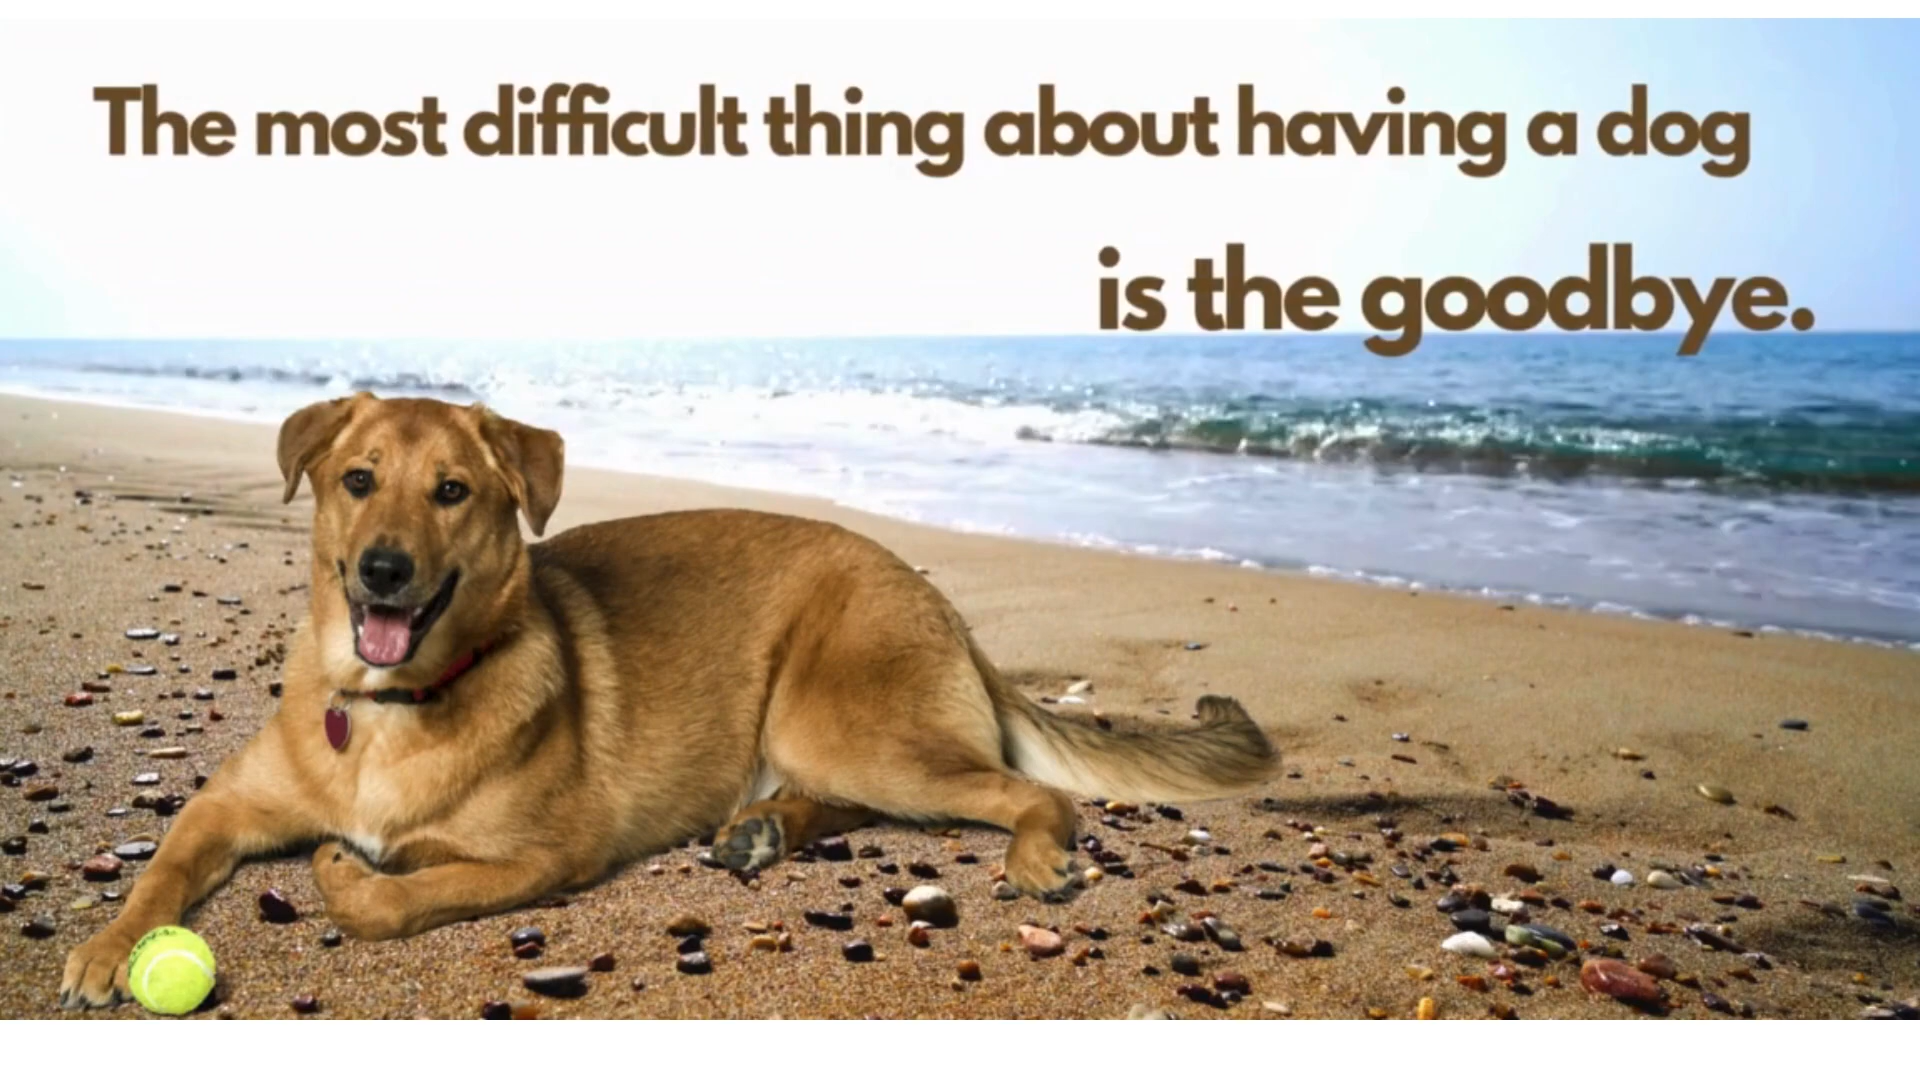 The most difficult thing about having a dog
is the goodbye.